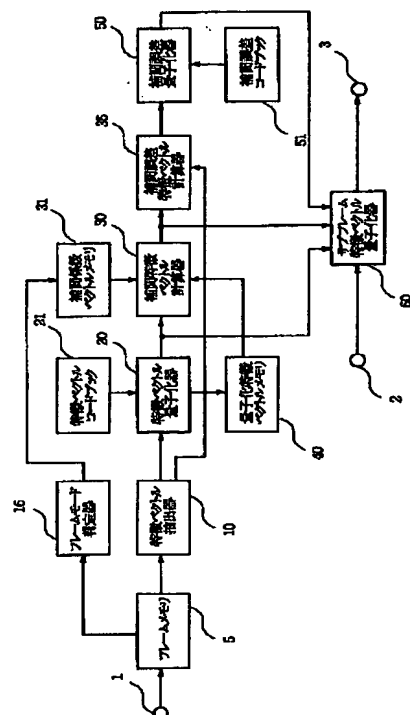 1
フレームメモリ
5
フレームモード
判定器
16
特徴ベクトル
抽出器
10
特徴ベクトル
コードブック
21
特徴ベクトル
量子化器
20
量子化特徴
ベクトルメモリ
40
補間係数
ベクトルメモリ
31
補間特徴
ベクトル
計算器
30
補間誤差
特徴ベクトル
計算器
35
補間誤差
量子化器
50
補間誤差
コードブック
51
サブフレーム
特徴ベクトル
量子化器
60
2
3